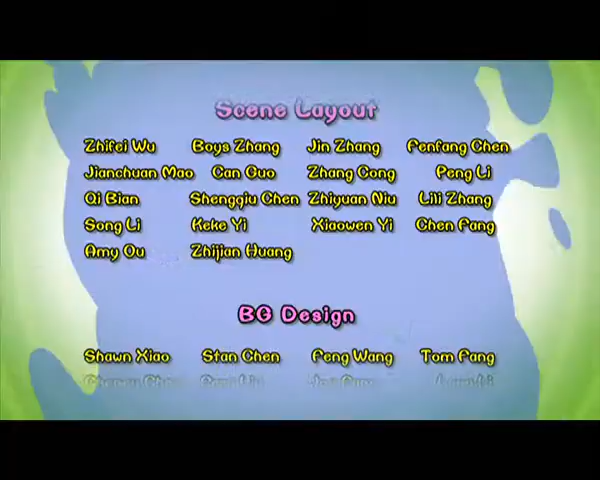 Scene Layout
Zhifei Wu Boys Zhang Jin Zhang Fenfang Chen
Jianchuan Mao Can Guo Zhang Cong Peng Li
Qi Bian Shengqiu Chen Zhiyuan Niu Lili Zhang
Song Li Keke Yi Xiaowen Yi Chen Fang
Amy Ou Zhijian Huang
BG Design
Shawn Xiao Stan Chen Feng Wang Tom Fang